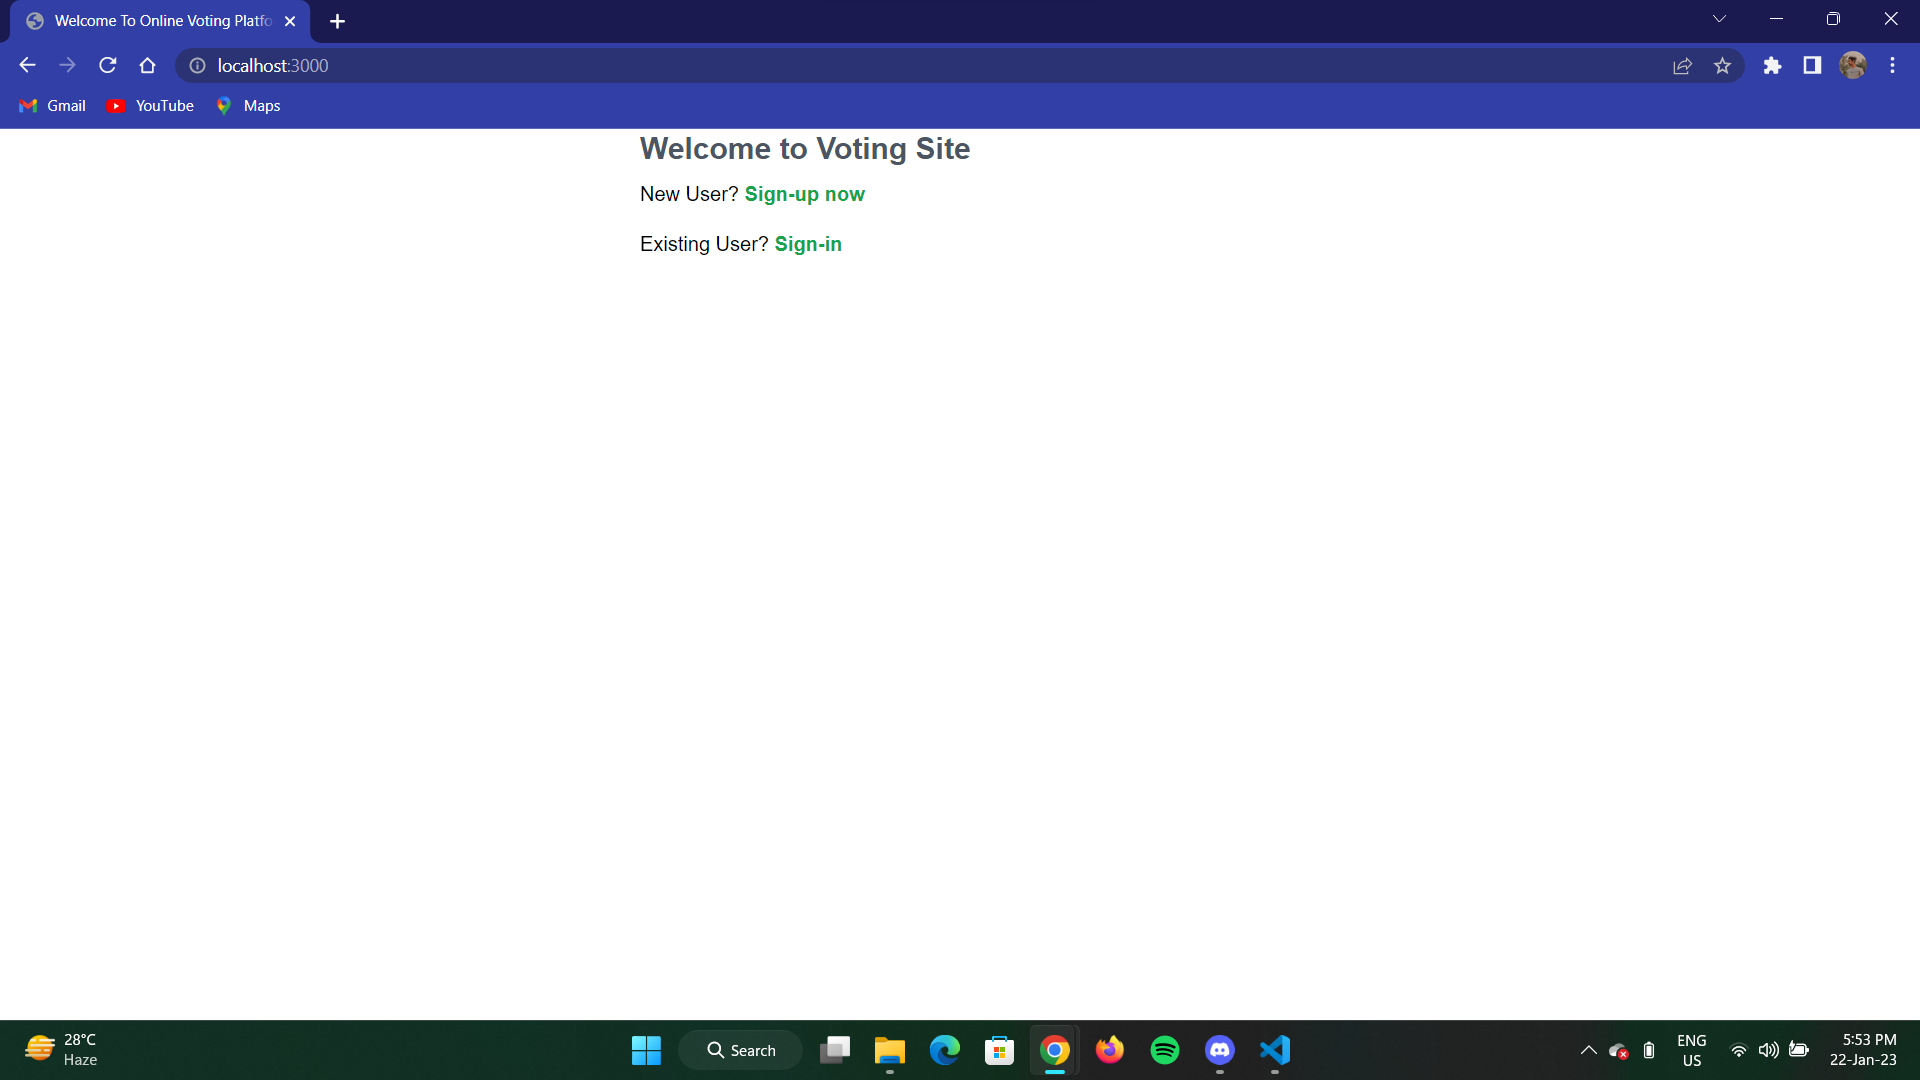 Welcome To Online Voting Platfo
localhost:3000
Gmail YouTube Maps
Welcome to Voting Site
New User? Sign-up now
Existing User? Sign-in
28°C
Haze
Search
ENG
US
5:53 PM
22-Jan-23